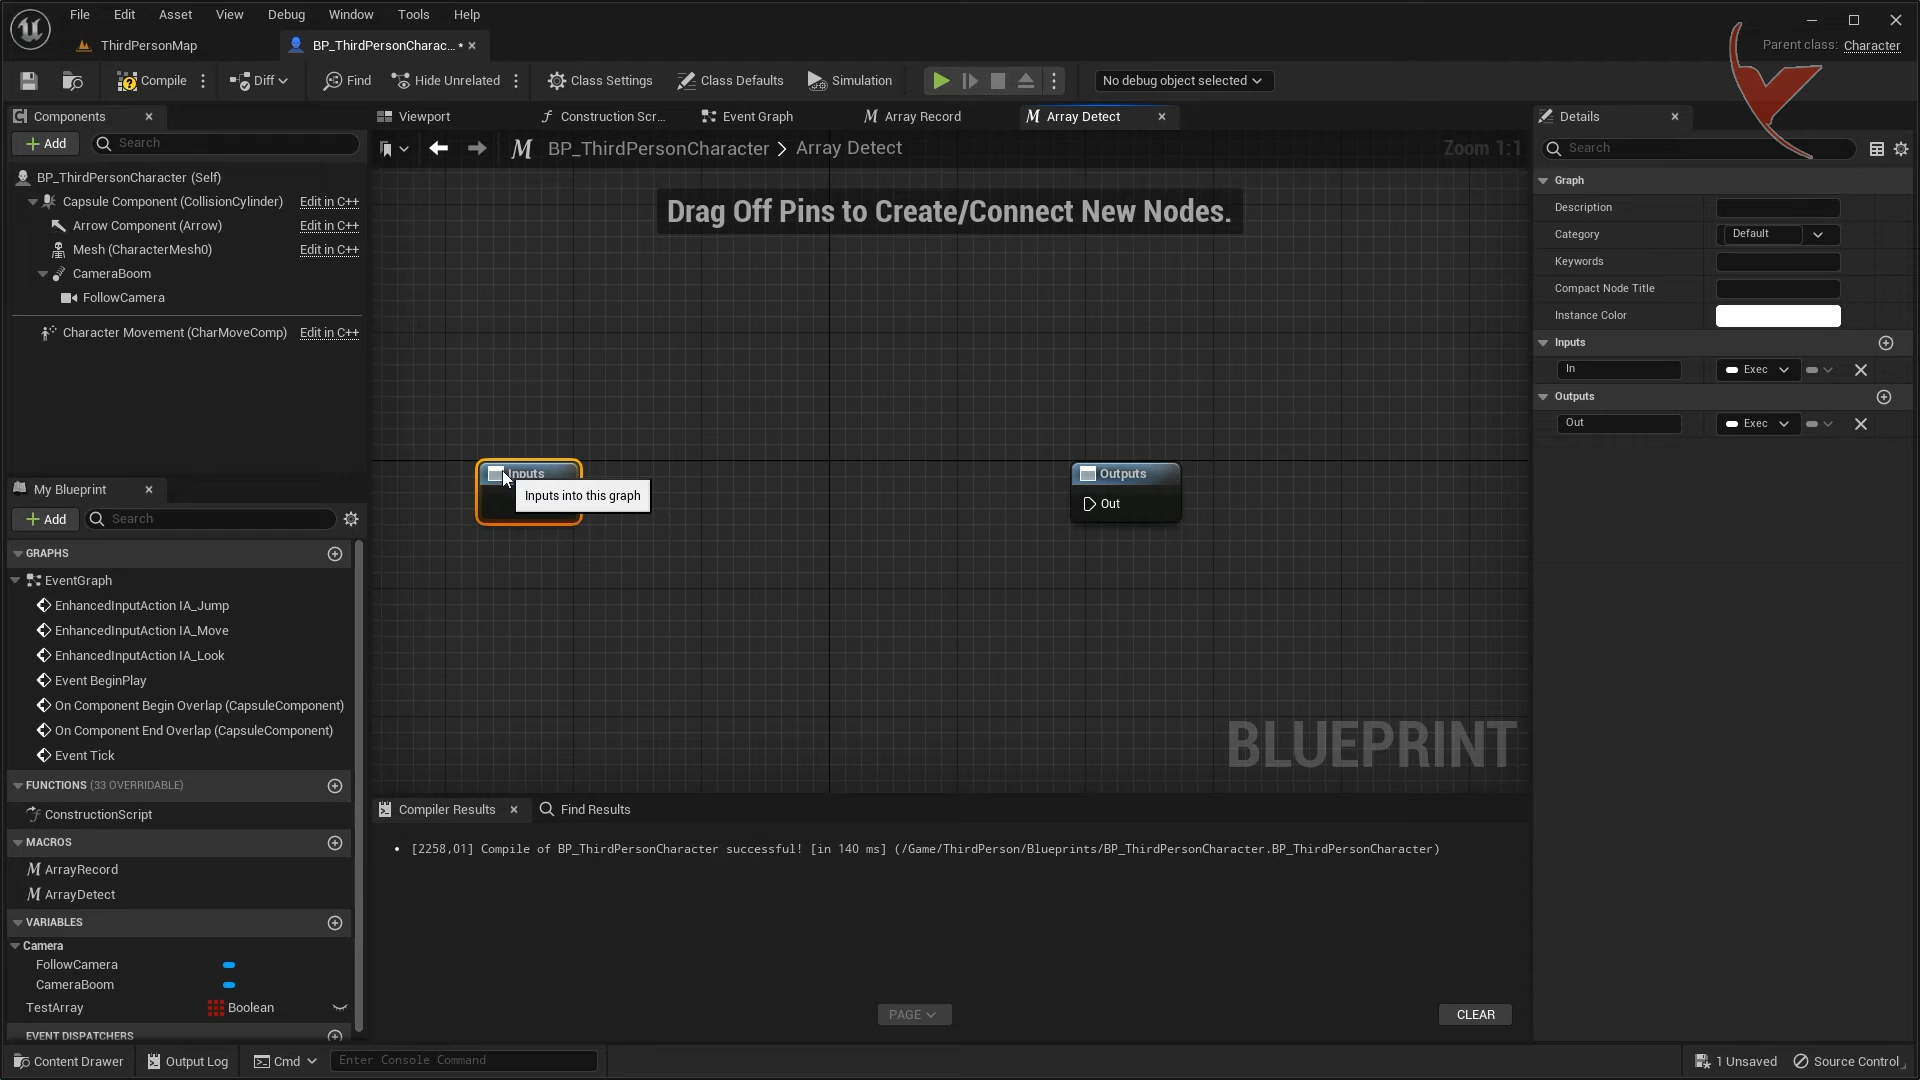 File Edit Asset View Debug Window Tools Help
ThirdPersonMap BP_ThirdPersonCharac... •
Parent class: Character
Compile Diff Find Hide Unrelated Class Settings Class Defaults Simulation No debug object selected
Components
Add Search
BP_ThirdPersonCharacter (Self)
Capsule Component (CollisionCylinder) Edit in C++
Arrow Component (Arrow) Edit in C++
Mesh (CharacterMesh0) Edit in C++
CameraBoom
FollowCamera
Character Movement (CharMoveComp) Edit in C++
My Blueprint
Add Search
GRAPHS
EventGraph
EnhancedInputAction IA_Jump
EnhancedInputAction IA_Move
EnhancedInputAction IA_Look
Event BeginPlay
On Component Begin Overlap (CapsuleComponent)
On Component End Overlap (CapsuleComponent)
Event Tick
FUNCTIONS (33 OVERRIDABLE)
ConstructionScript
MACROS
ArrayRecord
ArrayDetect
VARIABLES
Camera
FollowCamera
CameraBoom
TestArray Boolean
EVENT DISPATCHERS
Viewport Construction Scr... Event Graph Array Record Array Detect
BP_ThirdPersonCharacter > Array Detect
Zoom 1:1
Drag Off Pins to Create/Connect New Nodes.
Inputs
Inputs into this graph
Outputs
Out
BLUEPRINT
Compiler Results Find Results
• [2258,01] Compile of BP_ThirdPersonCharacter successful! [in 140 ms] (/Game/ThirdPerson/Blueprints/BP_ThirdPersonCharacter.BP_ThirdPersonCharacter)
PAGE CLEAR
Details
Search
Graph
Description
Category Default
Keywords
Compact Node Title
Instance Color
Inputs
In Exec
Outputs
Out Exec
Content Drawer Output Log Cmd Enter Console Command 1 Unsaved Source Control